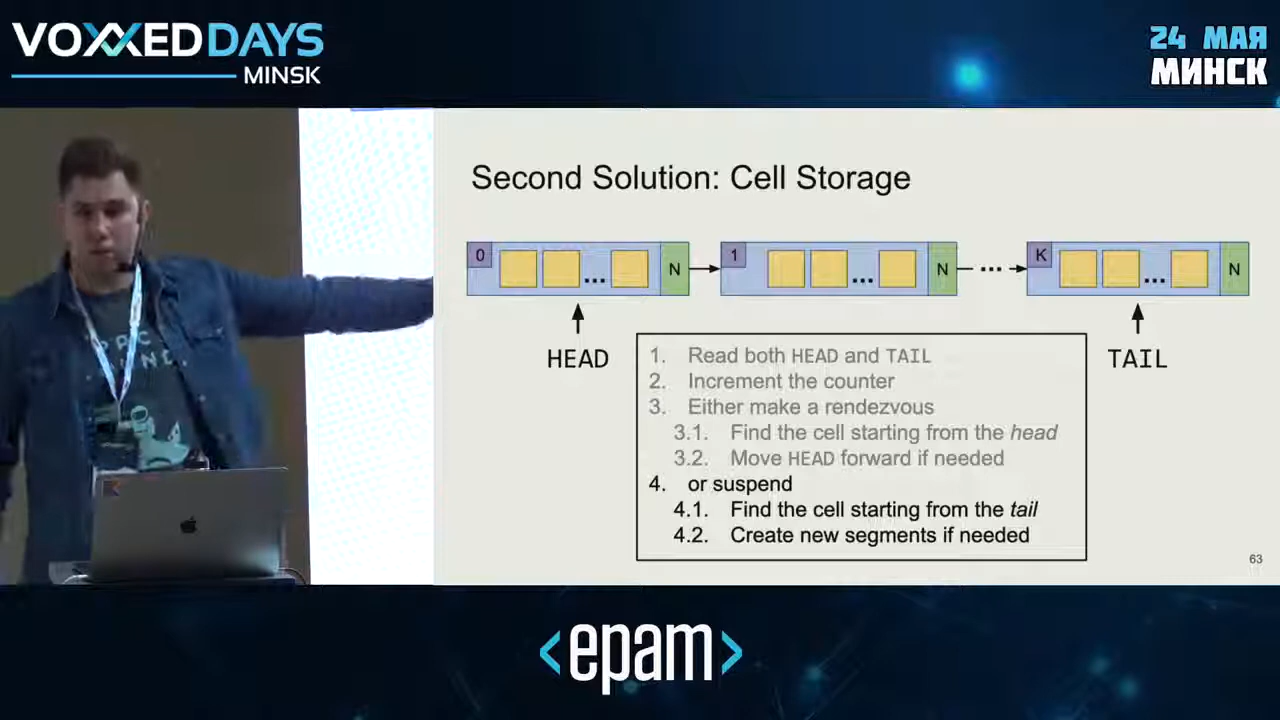 VOXXEDDAYS
MINSK
24 МАЯ
МИНСК
Second Solution: Cell Storage
0 ... N 1 ... N ... K ... N
HEAD
TAIL
1. Read both HEAD and TAIL
2. Increment the counter
3. Either make a rendezvous
3.1. Find the cell starting from the head
3.2. Move HEAD forward if needed
4. or suspend
4.1. Find the cell starting from the tail
4.2. Create new segments if needed
63
<epam>